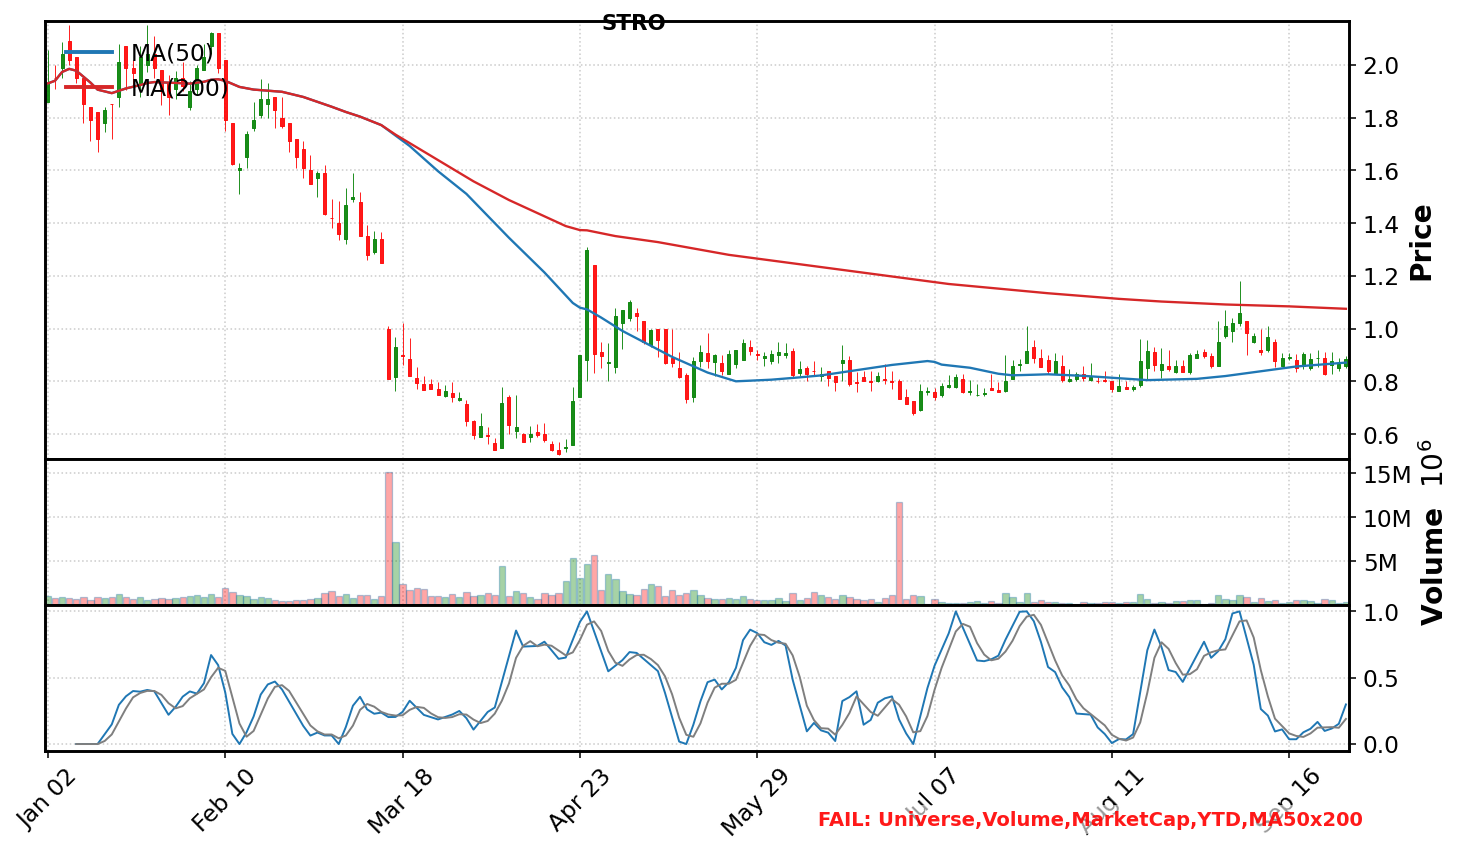 STRO
MA(50)
MA(200)
2.0
1.8
1.6
1.4
1.2
1.0
0.8
0.6
Price
15M
10M
5M
Volume 10^6
1.0
0.5
0.0
Jan 02
Feb 10
Mar 18
Apr 23
May 29
Jul 07
Aug 11
Sep 16
FAIL: Universe,Volume,MarketCap,YTD,MA50x200